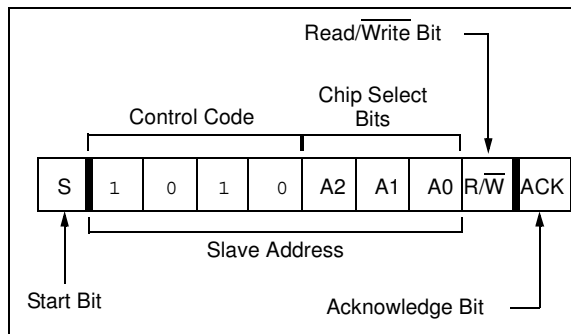 Read/Write Bit
Chip Select
Control Code
Bits
S 1 0 1 0 A2 A1 A0 R/W ACK
Slave Address
Start Bit
Acknowledge Bit